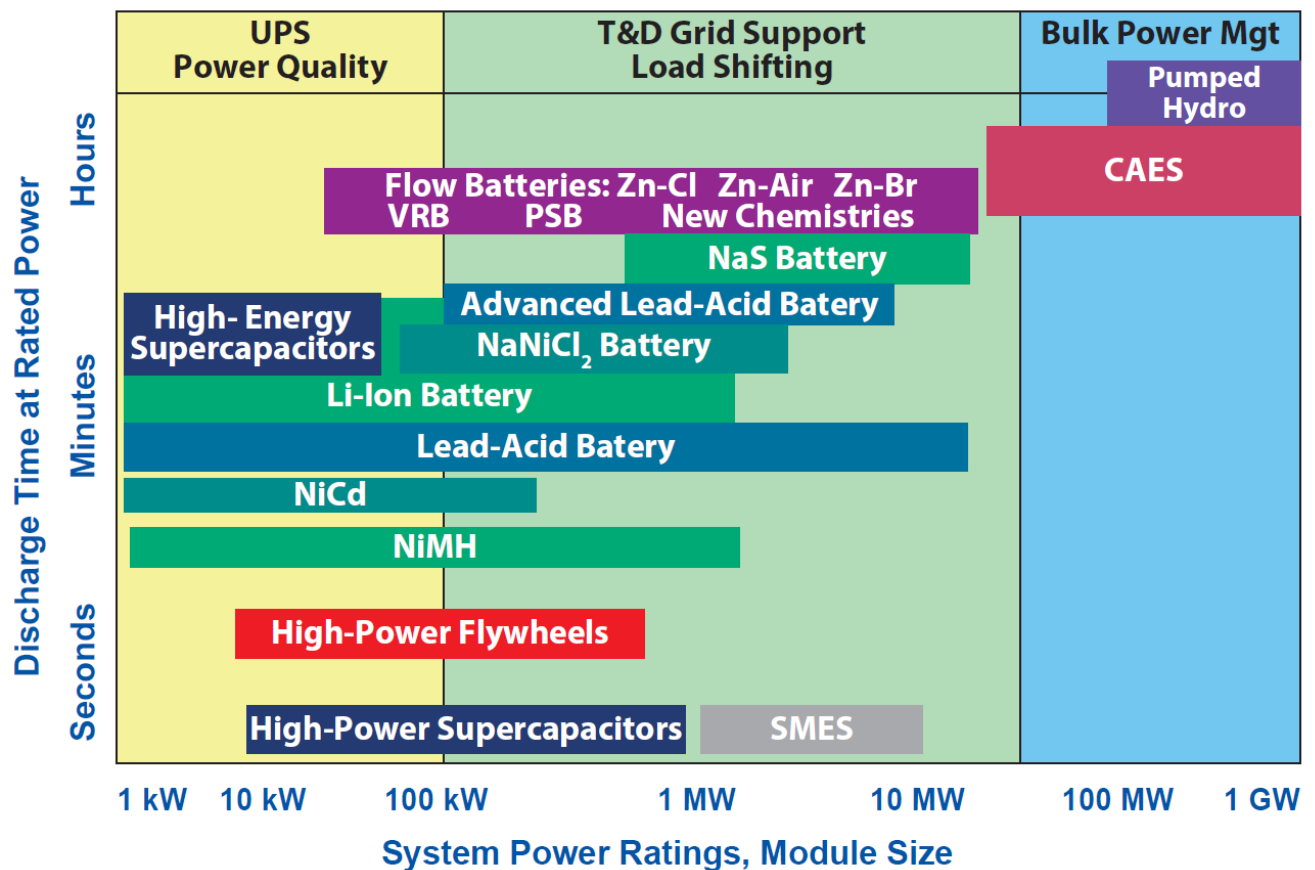 UPS
Power Quality
T&D Grid Support
Load Shifting
Bulk Power Mgt
Pumped
Hydro
CAES
Flow Batteries: Zn-Cl Zn-Air Zn-Br
VRB PSB New Chemistries
NaS Battery
Advanced Lead-Acid Batery
High- Energy
Supercapacitors
NaNiCl₂ Battery
Li-Ion Battery
Lead-Acid Batery
NiCd
NiMH
High-Power Flywheels
High-Power Supercapacitors
SMES
Discharge Time at Rated Power
Hours
Minutes
Seconds
1 kW 10 kW 100 kW 1 MW 10 MW 100 MW 1 GW
System Power Ratings, Module Size